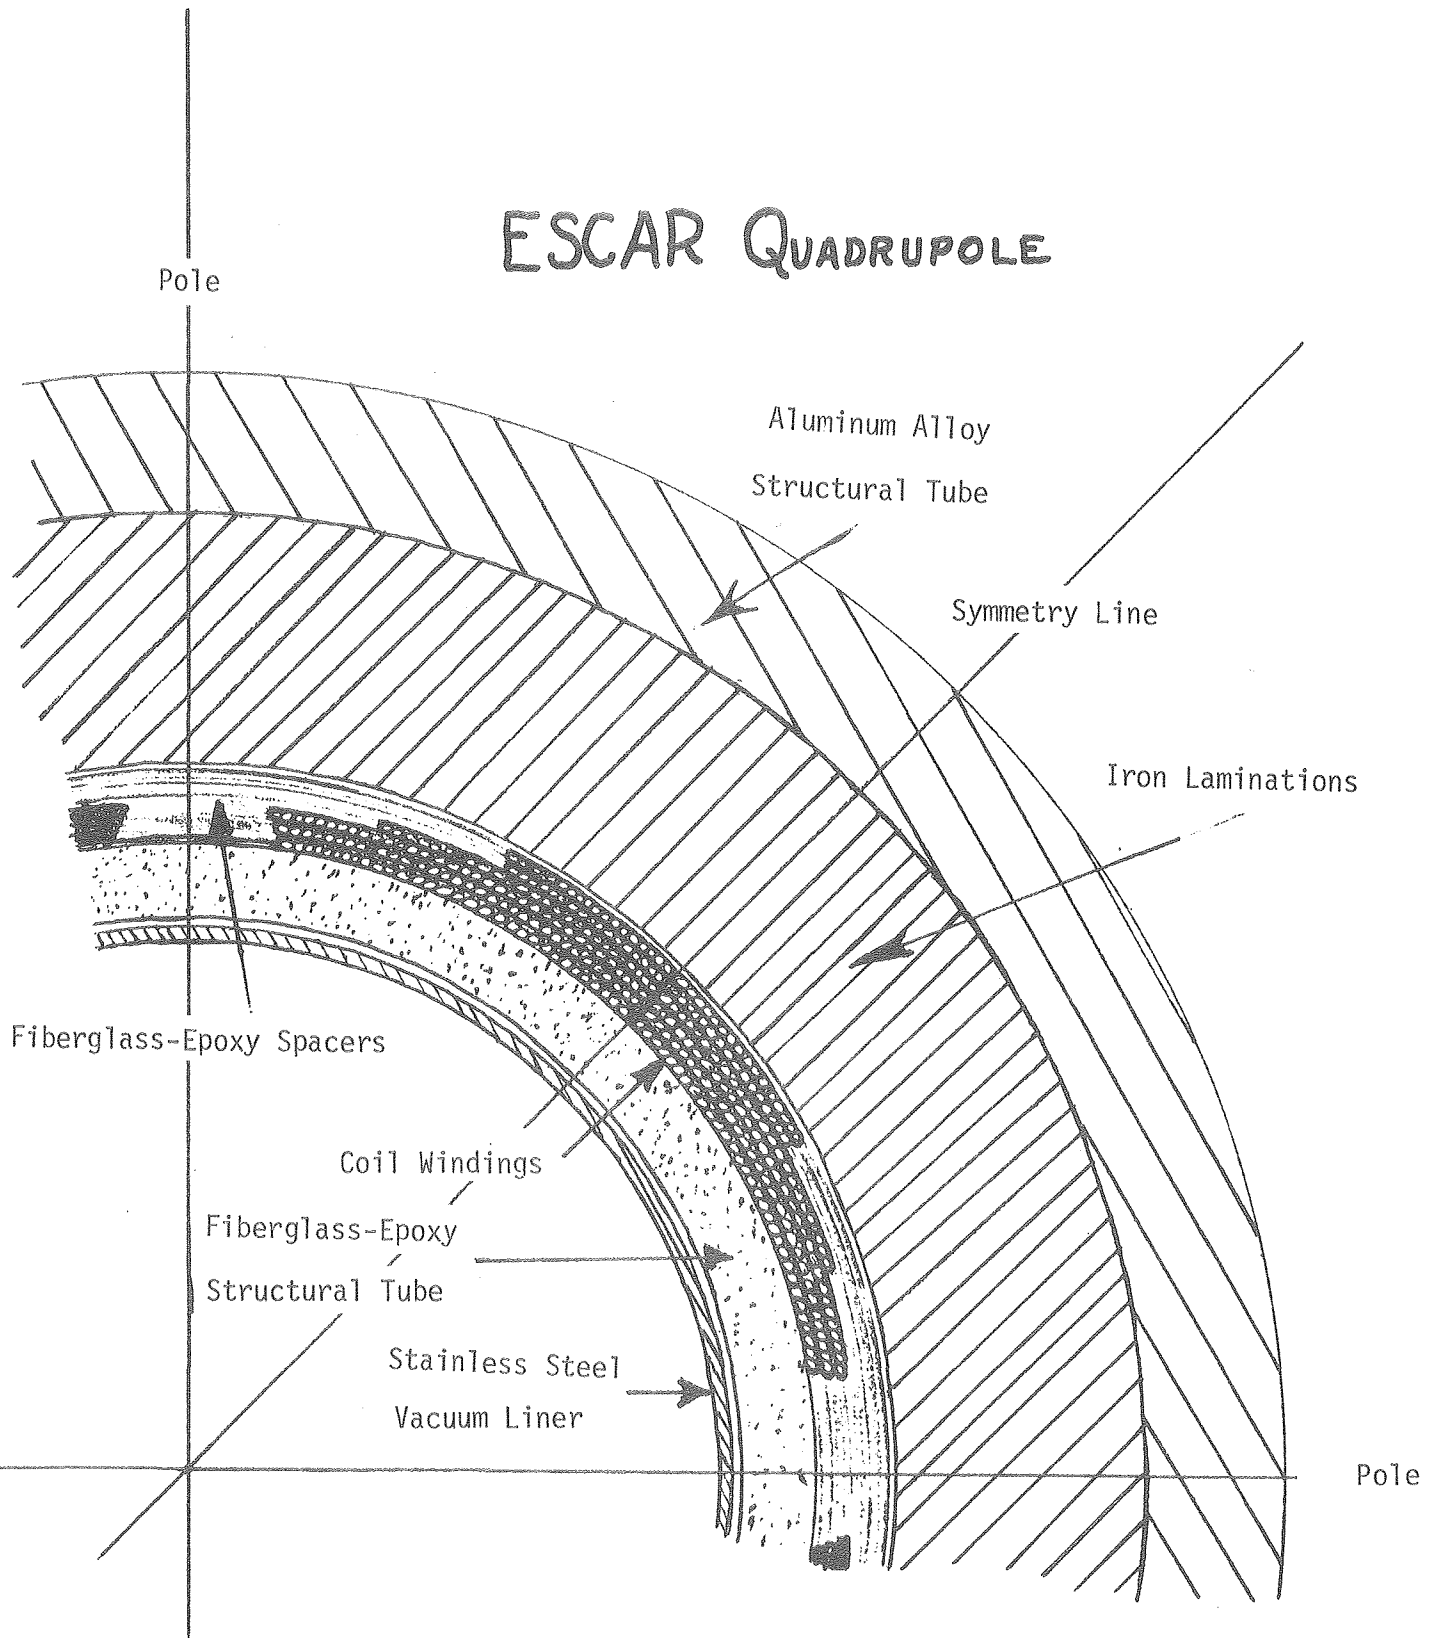 ESCAR QUADRUPOLE
Pole
Aluminum Alloy
Structural Tube
Symmetry Line
Iron Laminations
Fiberglass-Epoxy Spacers
Coil Windings
Fiberglass-Epoxy
Structural Tube
Stainless Steel
Vacuum Liner
Pole